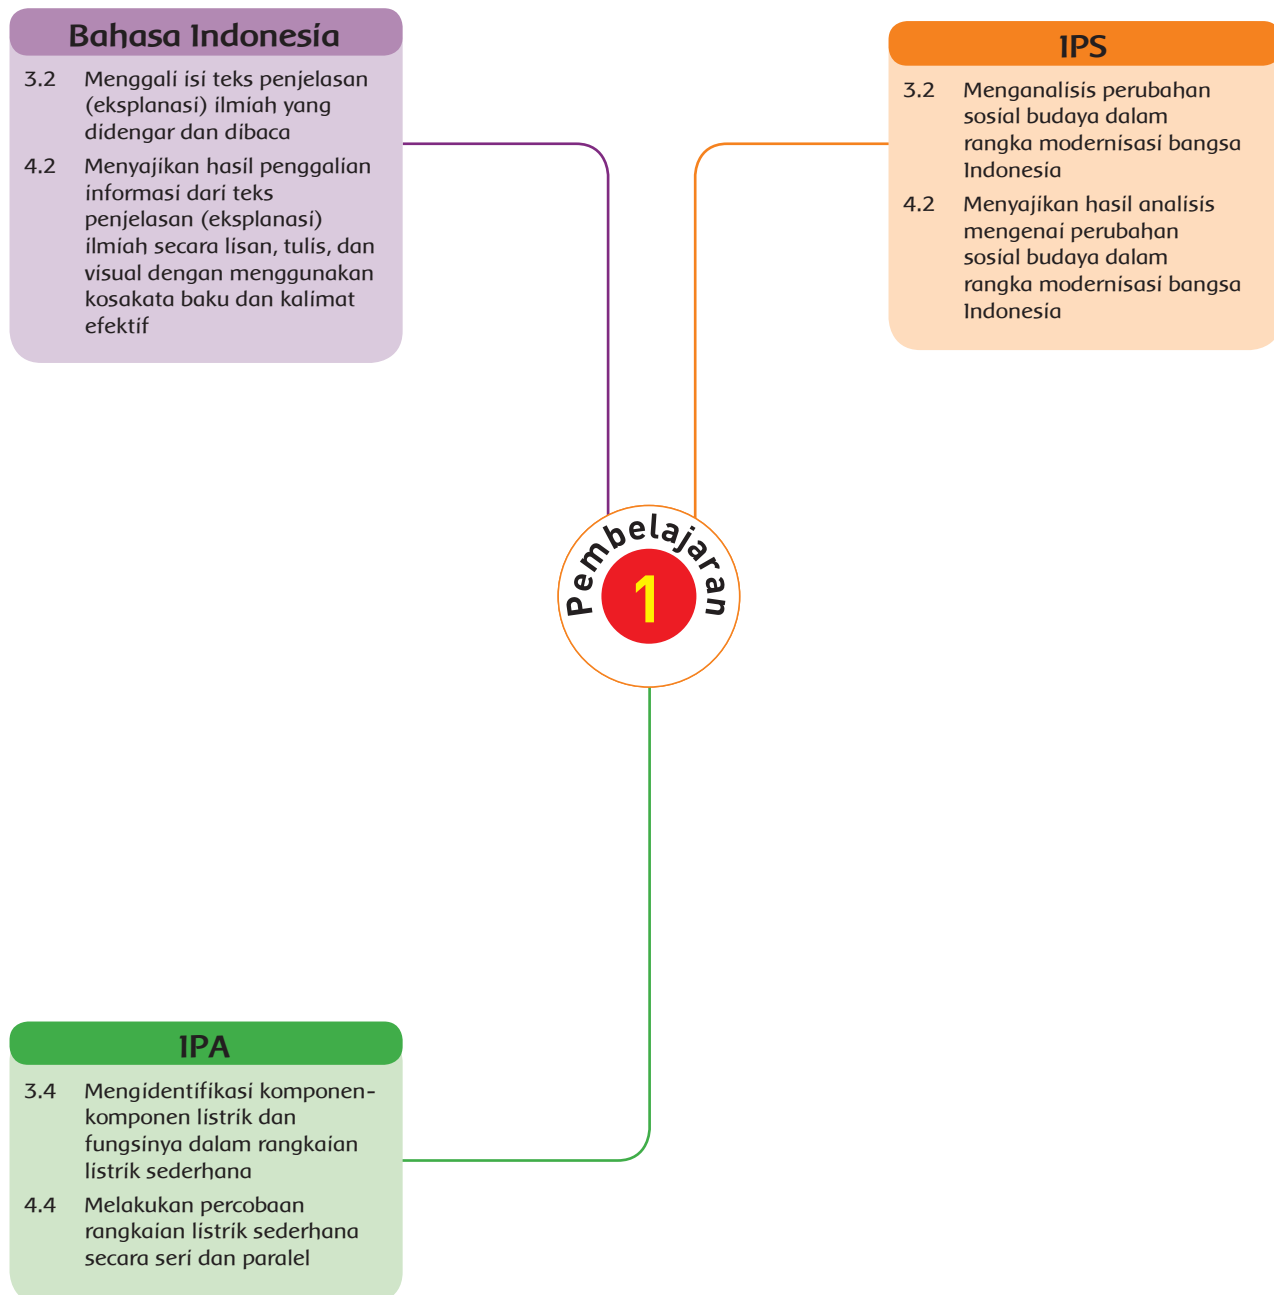 Bahasa Indonesia
3.2 Menggali isi teks penjelasan
(eksplanasi) ilmiah yang
didengar dan dibaca
4.2 Menyajikan hasil penggalian
informasi dari teks
penjelasan (eksplanasi)
ilmiah secara lisan, tulis, dan
visual dengan menggunakan
kosakata baku dan kalimat
efektif
IPS
3.2 Menganalisis perubahan
sosial budaya dalam
rangka modernisasi bangsa
Indonesia
4.2 Menyajikan hasil analisis
mengenai perubahan
sosial budaya dalam
rangka modernisasi bangsa
Indonesia
Pembelajaran
1
IPA
3.4 Mengidentifikasi komponen-
komponen listrik dan
fungsinya dalam rangkaian
listrik sederhana
4.4 Melakukan percobaan
rangkaian listrik sederhana
secara seri dan paralel